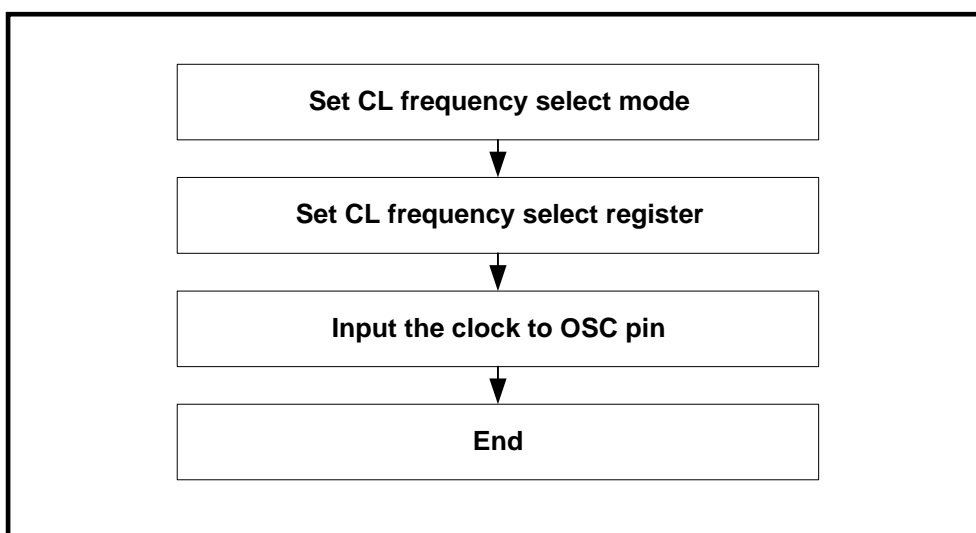 Set CL frequency select mode
Set CL frequency select register
Input the clock to OSC pin
End